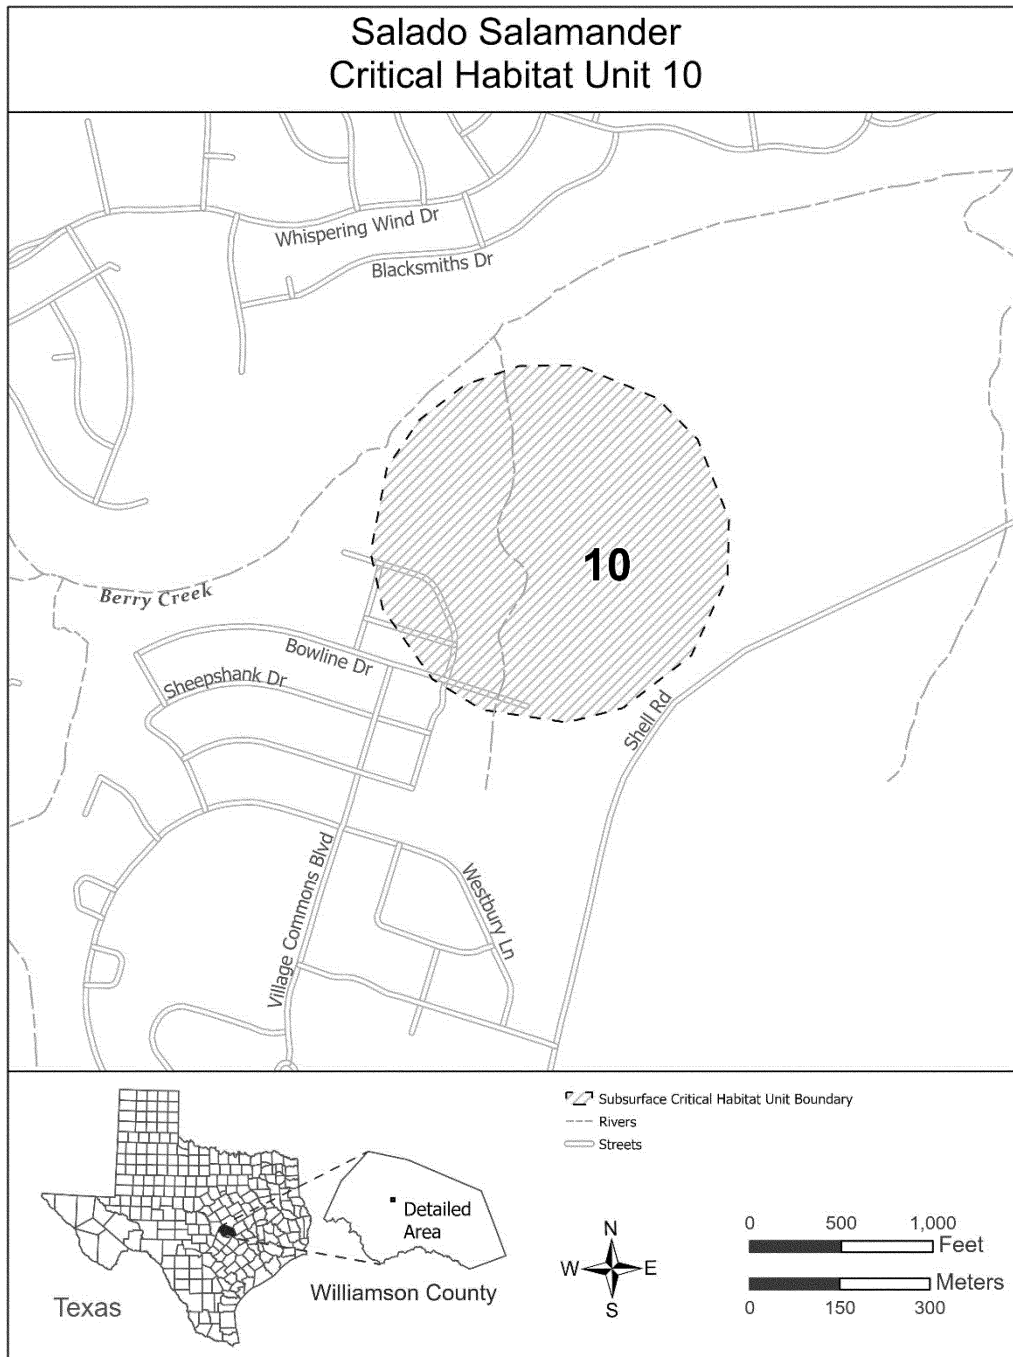 Salado Salamander
Critical Habitat Unit 10
Whispering Wind Dr
Blacksmiths Dr
10
Berry Creek
Bowline Dr
Sheepshank Dr
Shell Rd
Village Commons Blvd
Westbury Ln
Subsurface Critical Habitat Unit Boundary
Rivers
Streets
Detailed
Area
Texas
Williamson County
N
W E
S
0 500 1,000
Feet
Meters
0 150 300